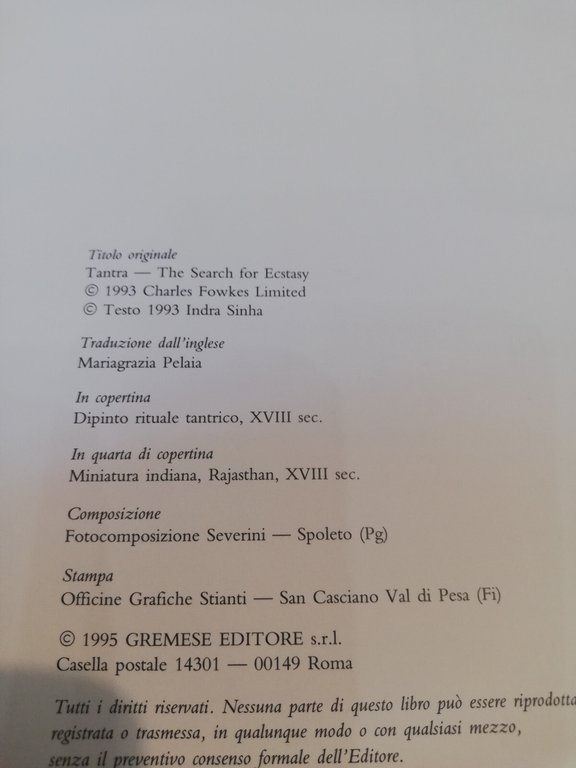 Titolo originale
Tantra — The Search for Ecstasy
© 1993 Charles Fowkes Limited
© Testo 1993 Indra Sinha
Traduzione dall'inglese
Mariagrazia Pelaia
In copertina
Dipinto rituale tantrico, XVIII sec.
In quarta di copertina
Miniatura indiana, Rajasthan, XVIII sec.
Composizione
Fotocomposizione Severini — Spoleto (Pg)
Stampa
Officine Grafiche Stianti — San Casciano Val di Pesa (Fi)
© 1995 GREMESE EDITORE s.r.l.
Casella postale 14301 — 00149 Roma
Tutti i diritti riservati. Nessuna parte di questo libro può essere riprodotta
registrata o trasmessa, in qualunque modo o con qualsiasi mezzo,
senza il preventivo consenso formale dell'Editore.